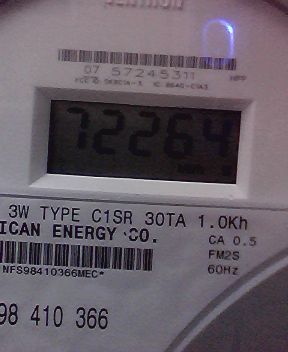 07 57245311
72264
3W TYPE C1SR 30TA 1.0Kh
ICAN ENERGY CO.
CA 0.5
FM2S
60Hz
NFS98410366MEC*
98 410 366